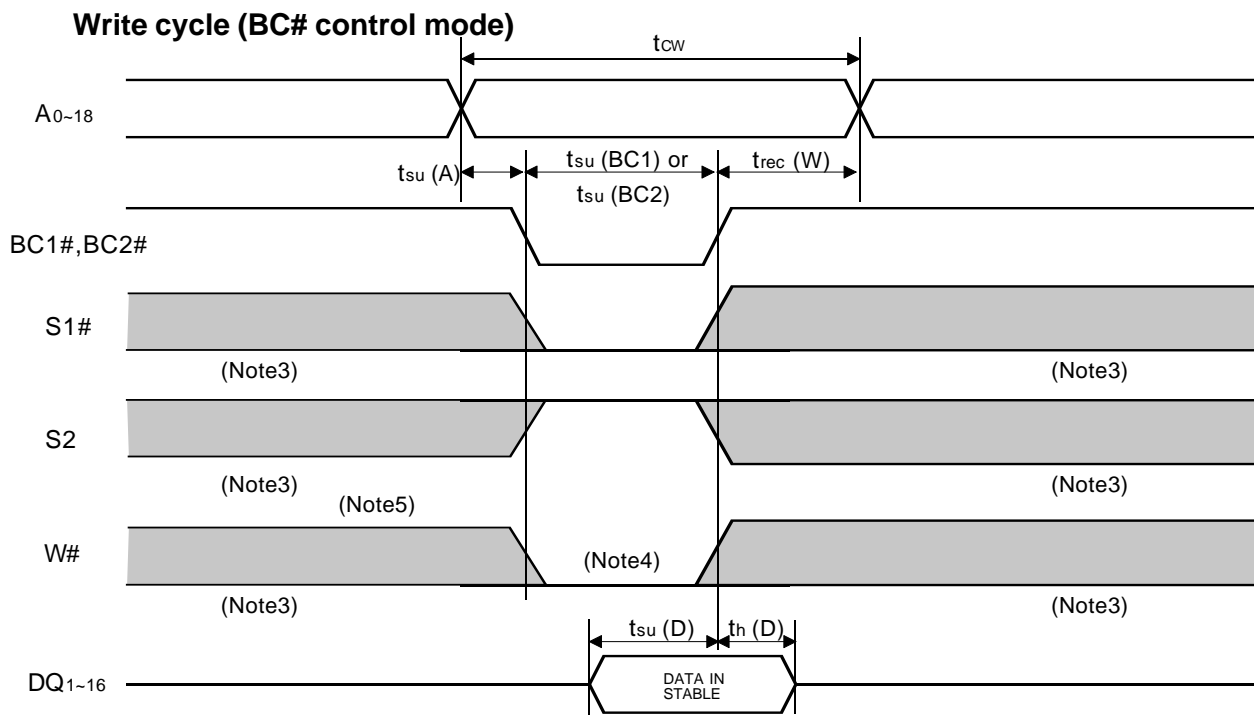 Write cycle (BC# control mode)
tCW
A0~18
tsu (A)
tsu (BC1) or
tsu (BC2)
trec (W)
BC1#,BC2#
S1#
(Note3)
(Note3)
S2
(Note3)
(Note3)
(Note5)
W#
(Note4)
(Note3)
(Note3)
tsu (D)
th (D)
DQ1~16
DATA IN
STABLE